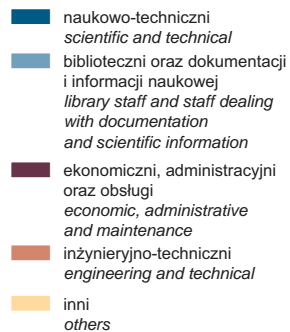 naukowo-techniczni
scientific and technical
biblioteczni oraz dokumentacji
i informacji naukowej
library staff and staff dealing
with documentation
and scientific information
ekonomiczni, administracyjni
oraz obsługi
economic, administrative
and maintenance
inżynieryjno-techniczni
engineering and technical
inni
others